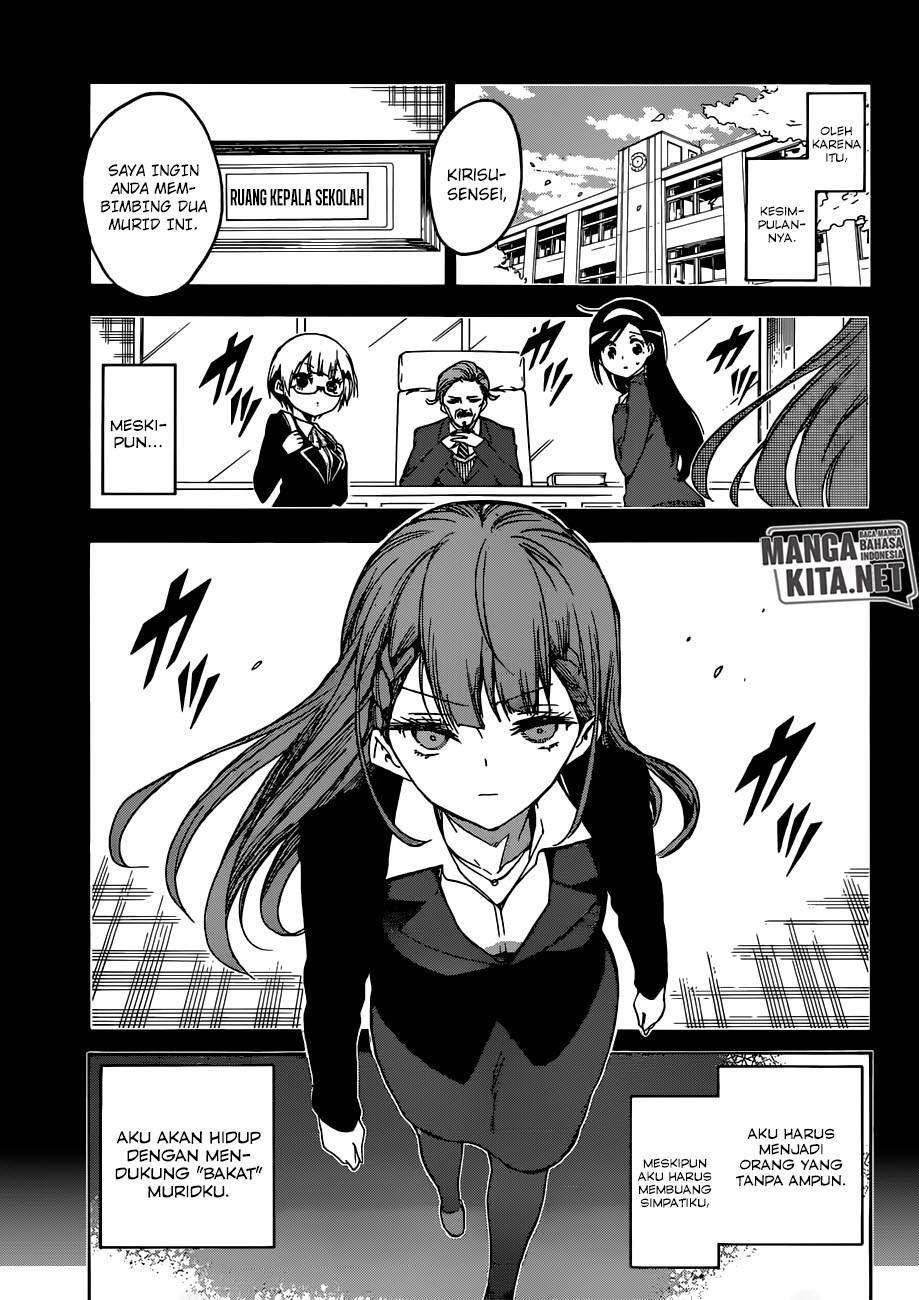 OLEH
KARENA
ITU,
KESIM-
PULAN-
NYA.
KIRISU-
SENSEI,
RUANG KEPALA SEKOLAH
SAYA INGIN
ANDA MEM-
BIMBING DUA
MURID INI.
MESKI-
PUN...
MANGA
KITA.NET
BACA MANGA
BAHASA
INDONESIA
AKU HARUS
MENJADI
ORANG YANG
TANPA AMPUN.
MESKIPUN
AKU HARUS
MEMBUANG
SIMPATIKU,
AKU AKAN HIDUP
DENGAN MEN-
DUKUNG "BAKAT"
MURIDKU.